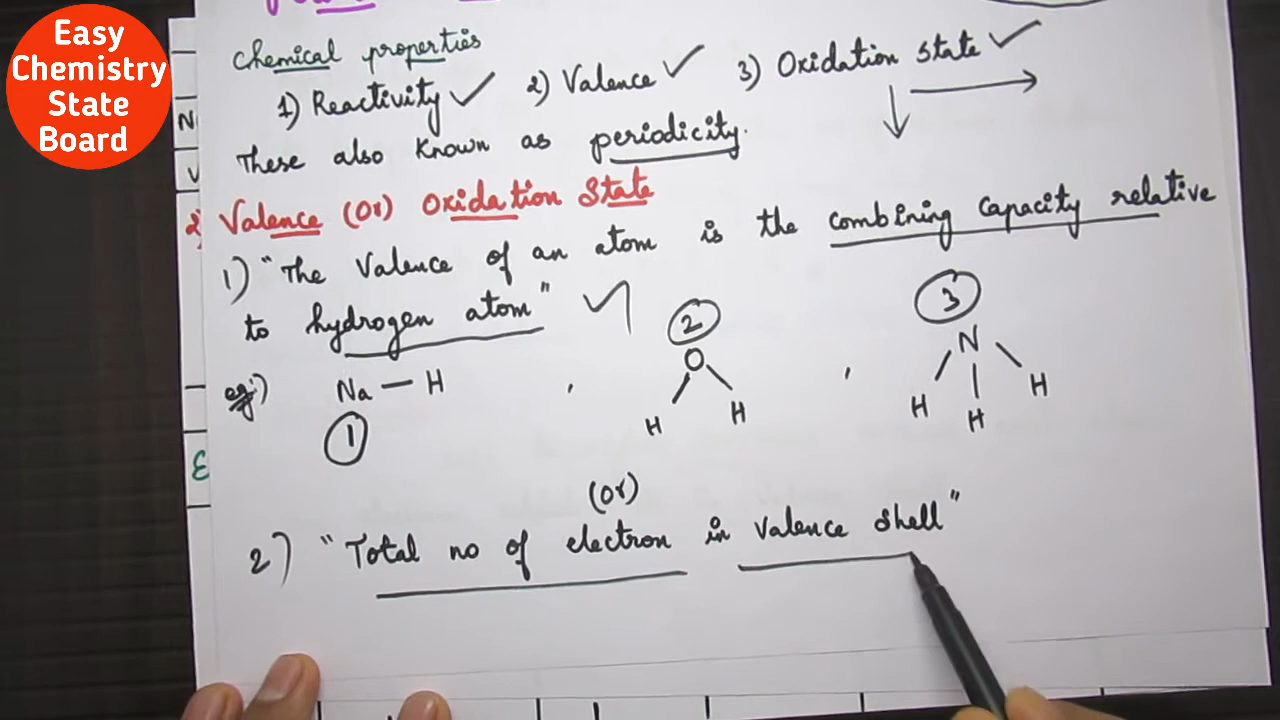 Easy
Chemistry
State
Board
Chemical properties
1) Reactivity 2) Valence 3) Oxidation State
These also known as periodicity.
2) Valence (or) Oxidation State
1) "The Valence of an atom is the combining capacity relative
to hydrogen atom"
eg:) Na — H , O , N
H H H H H
1 2 3
(or)
2) "Total no of electron in valence shell"